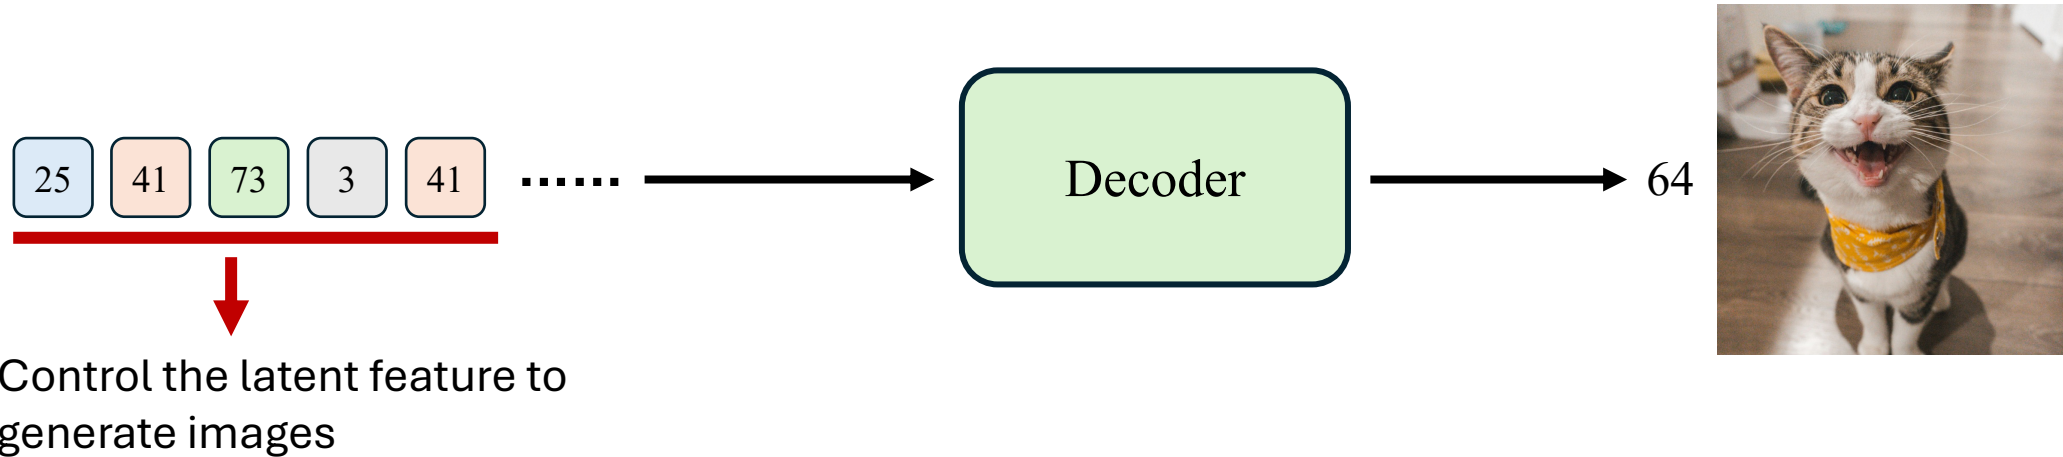 25 41 73 3 41 ...... Decoder 64
Control the latent feature to
generate images